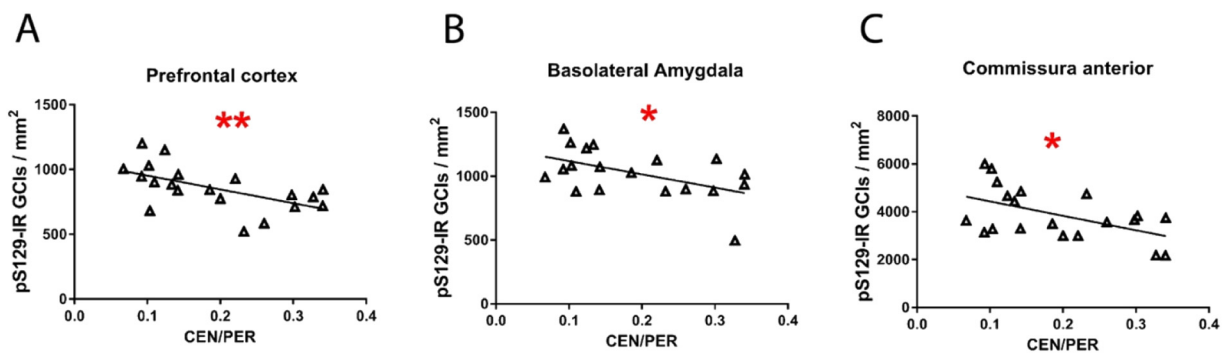 A
Prefrontal cortex
**
pS129-IR GCIs / mm²
1500
1000
500
0
0.0 0.1 0.2 0.3 0.4
CEN/PER
B
Basolateral Amygdala
*
pS129-IR GCIs / mm²
1500
1000
500
0
0.0 0.1 0.2 0.3 0.4
CEN/PER
C
Commissura anterior
*
pS129-IR GCIs / mm²
8000
6000
4000
2000
0
0.0 0.1 0.2 0.3 0.4
CEN/PER